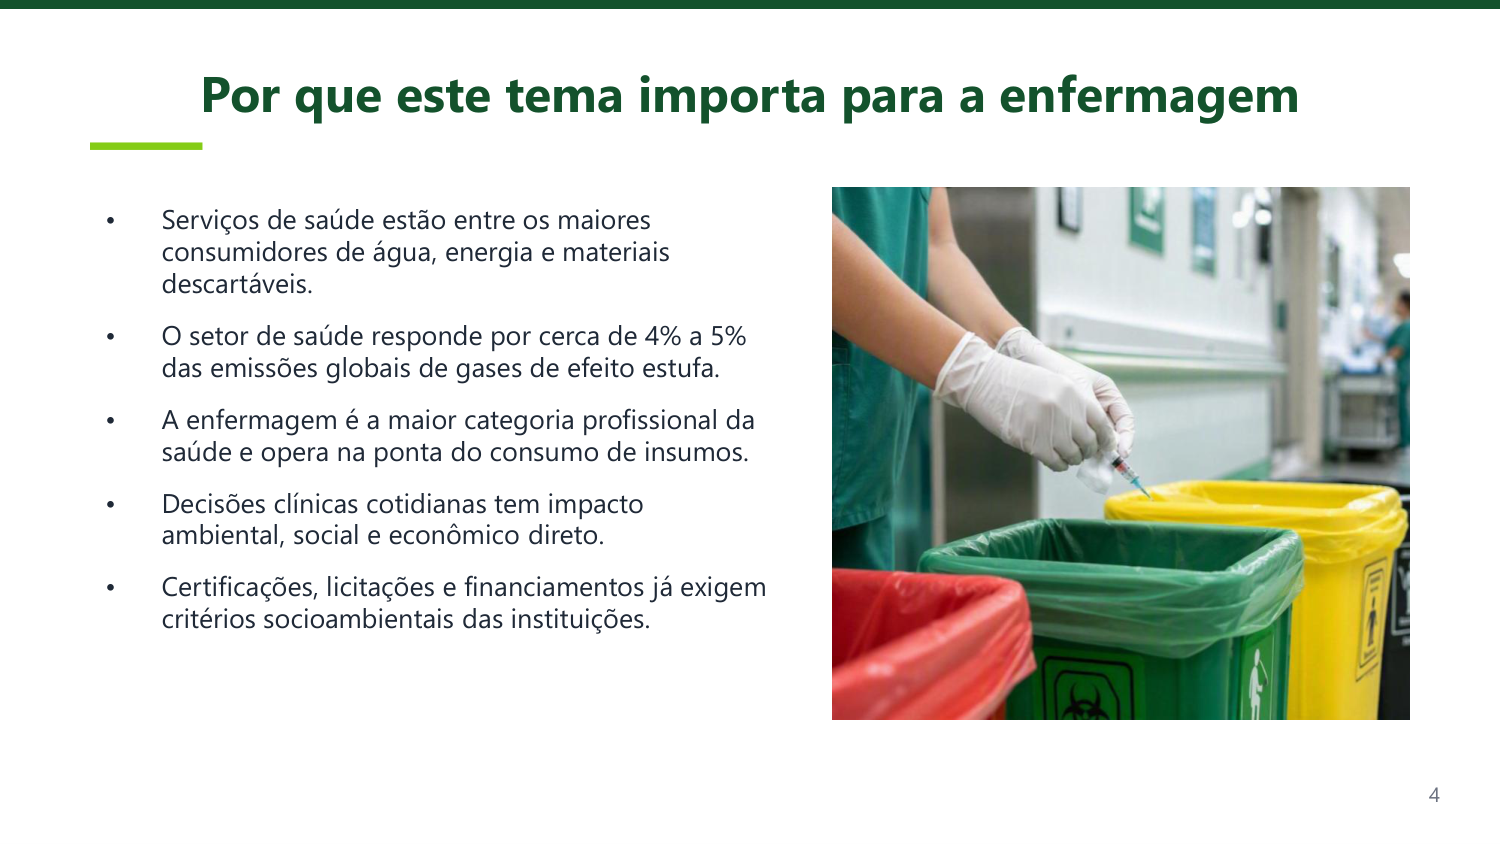 Por que este tema importa para a enfermagem
• Serviços de saúde estão entre os maiores
consumidores de água, energia e materiais
descartáveis.
• O setor de saúde responde por cerca de 4% a 5%
das emissões globais de gases de efeito estufa.
• A enfermagem é a maior categoria profissional da
saúde e opera na ponta do consumo de insumos.
• Decisões clínicas cotidianas tem impacto
ambiental, social e econômico direto.
• Certificações, licitações e financiamentos já exigem
critérios socioambientais das instituições.
4